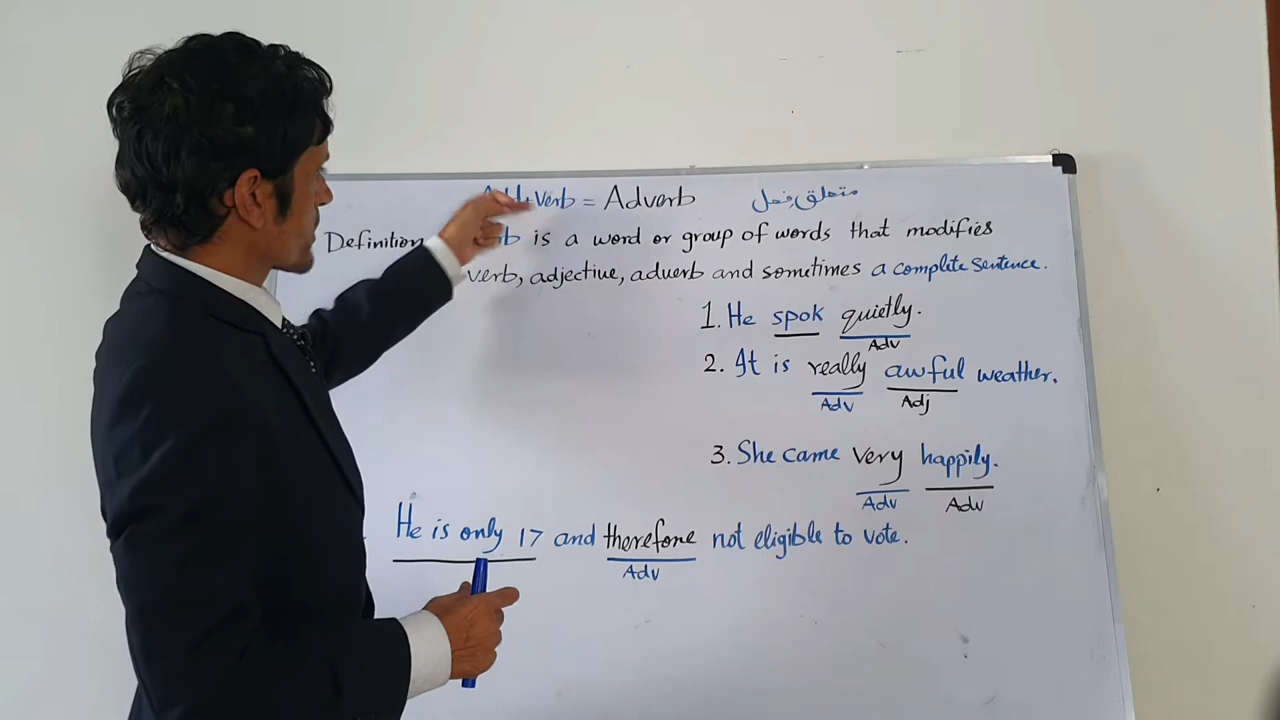 verb = Adverb متعلق فعل
Definition is a word or group of words that modifies
verb, adjective, adverb and sometimes a complete sentence.
1. He spok quietly.
Adv
2. It is really awful weather.
Adv Adj
3. She came very happily.
Adv Adv
He is only 17 and therefore not eligible to vote.
Adv